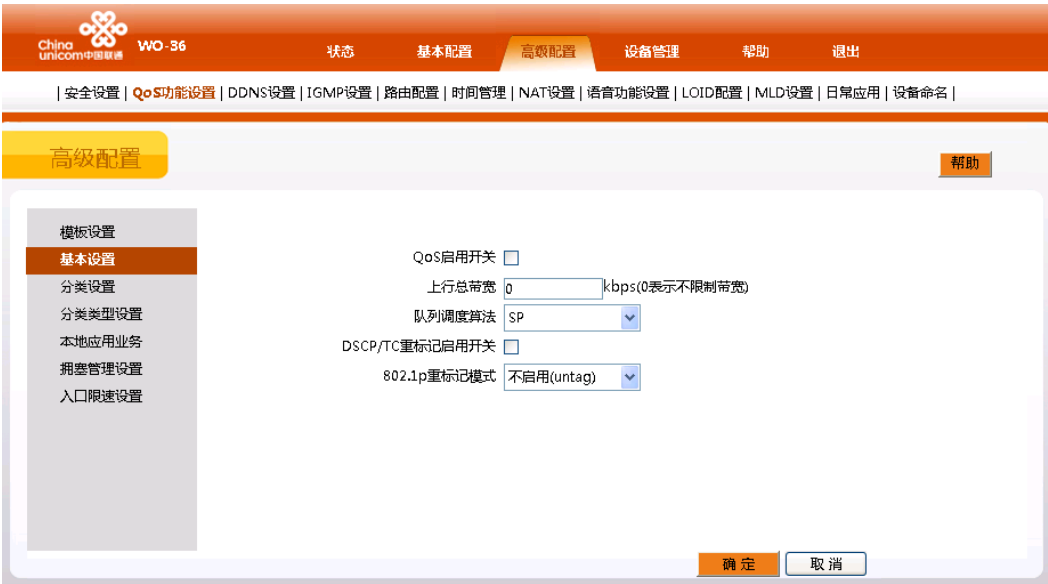 China unicom中国联通 WO-36 状态 基本配置 高级配置 设备管理 帮助 退出
| 安全设置 | QoS功能设置 | DDNS设置 | IGMP设置 | 路由配置 | 时间管理 | NAT设置 | 语音功能设置 | LOID配置 | MLD设置 | 日常应用 | 设备命名 |
高级配置
帮助
模板设置
基本设置
分类设置
分类类型设置
本地应用业务
拥塞管理设置
入口限速设置
QoS启用开关
上行总带宽 0 kbps(0表示不限制带宽)
队列调度算法 SP
DSCP/TC重标记启用开关
802.1p重标记模式 不启用(untag)
确定 取消